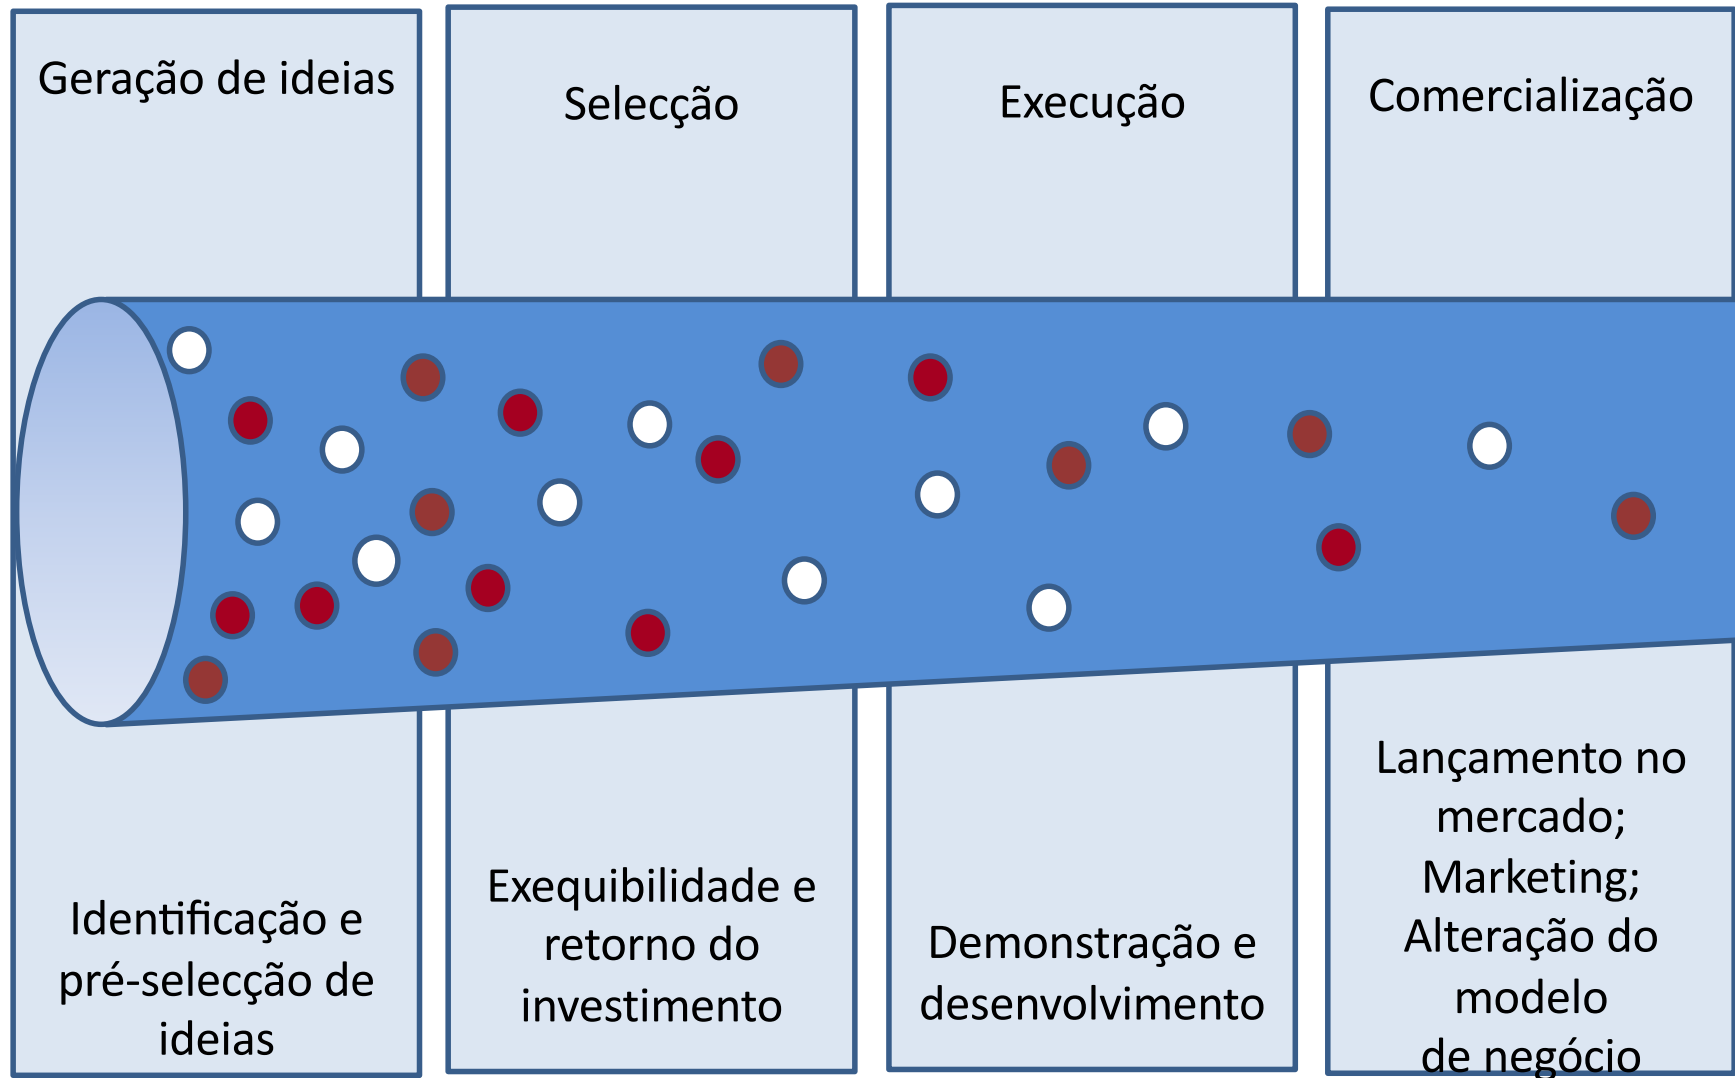 Geração de ideias
Selecção
Execução
Comercialização
Identificação e
pré-selecção de
ideias
Exequibilidade e
retorno do
investimento
Demonstração e
desenvolvimento
Lançamento no
mercado;
Marketing;
Alteração do
modelo
de negócio